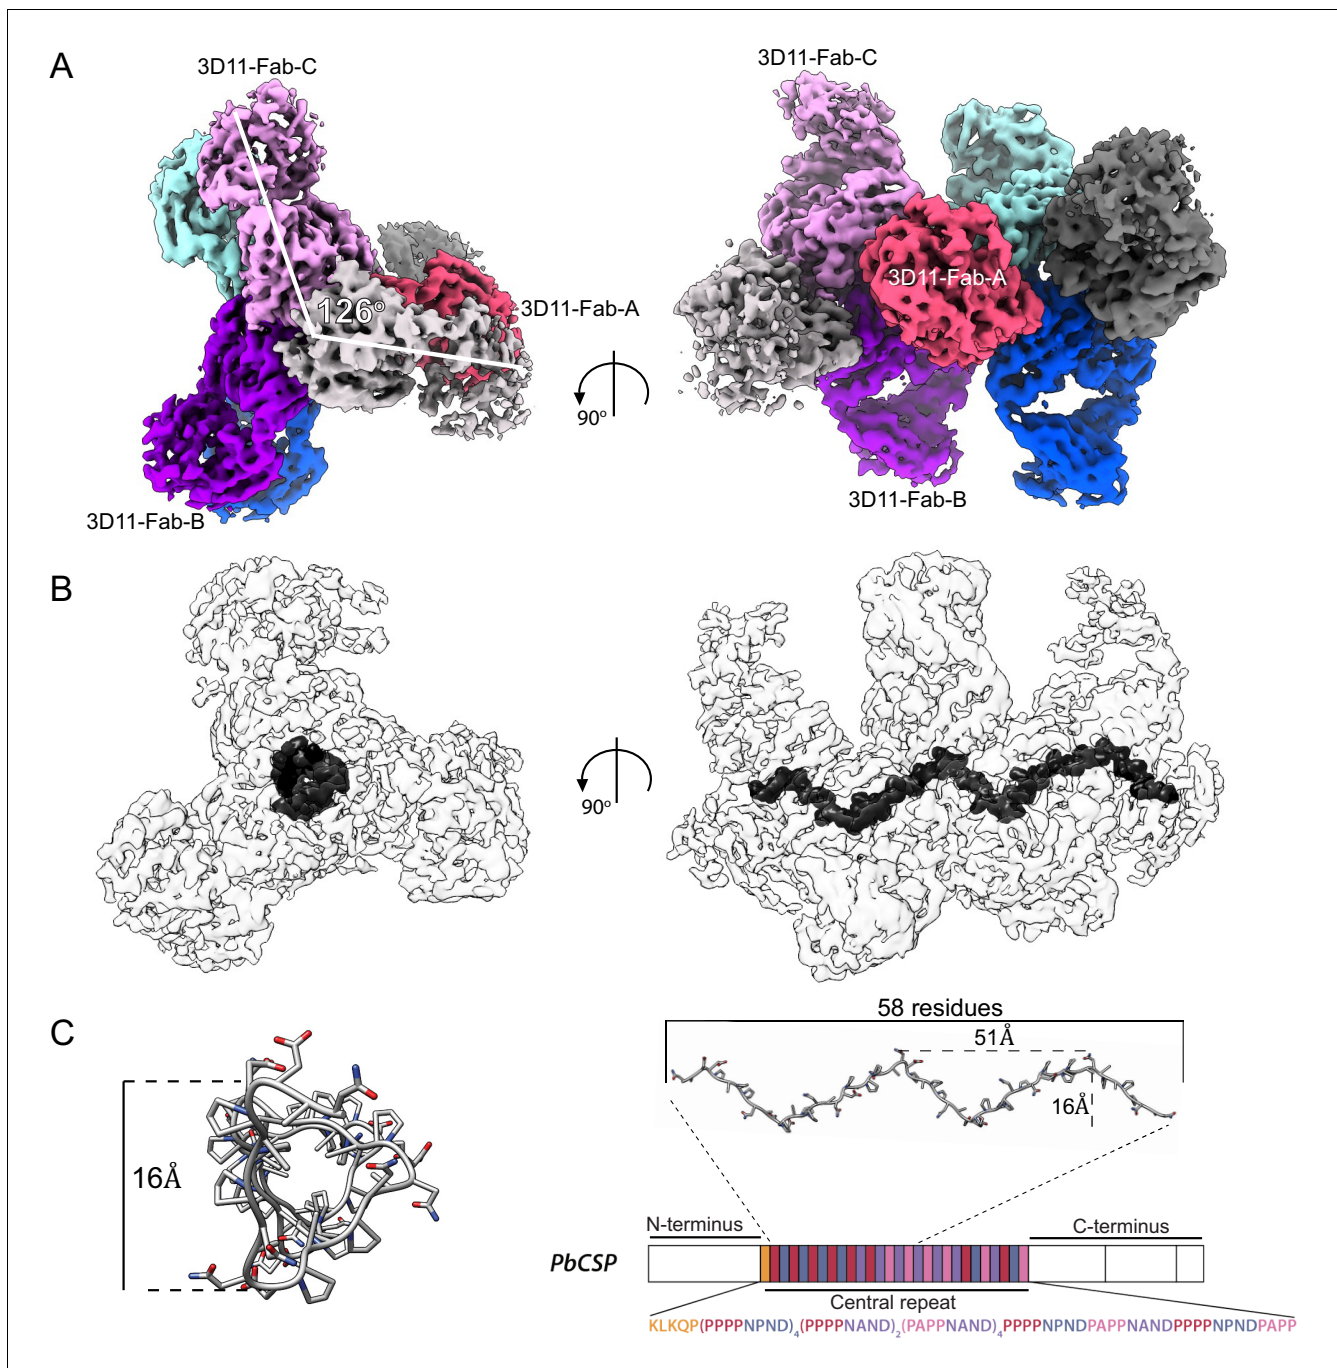 A
3D11-Fab-C
126°
3D11-Fab-A
3D11-Fab-B
90°
3D11-Fab-C
3D11-Fab-A
3D11-Fab-B
B
90°
C
16Å
58 residues
51Å
16Å
N-terminus
C-terminus
PbCSP
Central repeat
KLKQP(PPPPNPND)4(PPPPNAND)2(PAPPNAND)4PPPPNPNDPAPPNANDPPPPNPNDPAPP